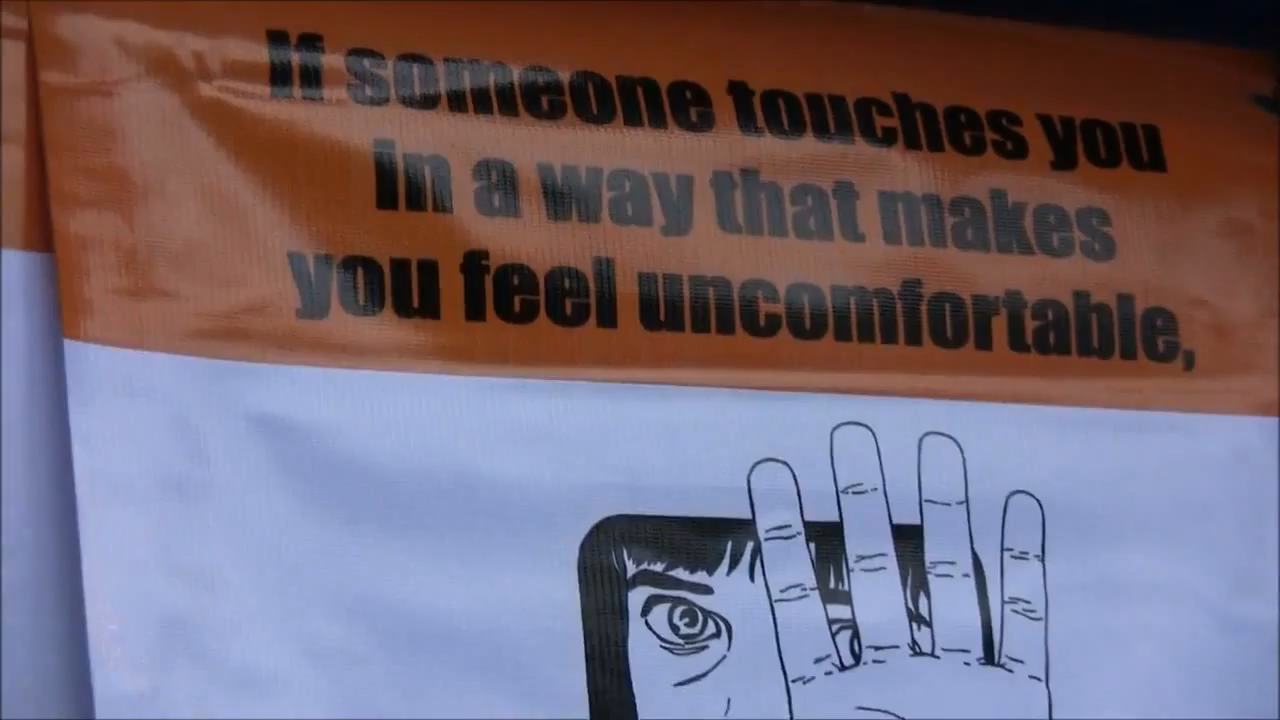 If someone touches you
in a way that makes
you feel uncomfortable,